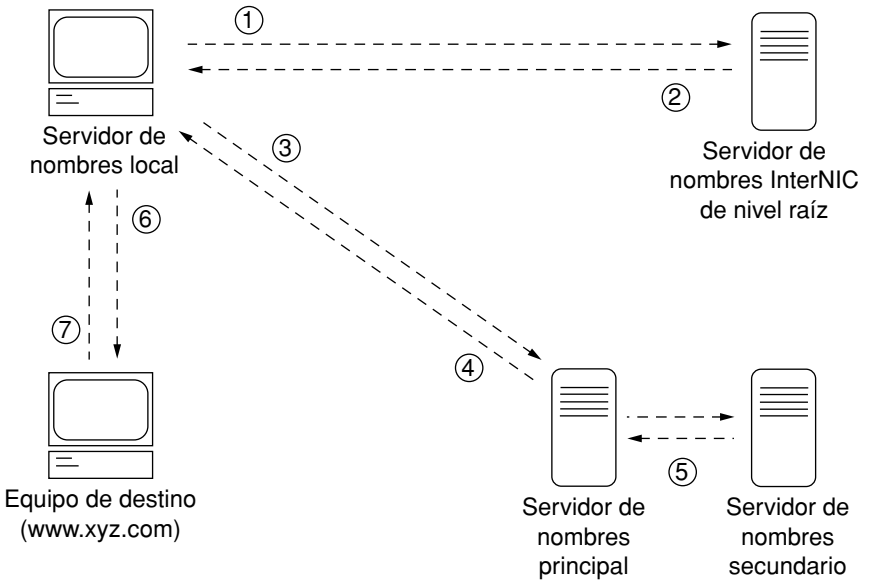 ①
②
Servidor de
nombres local
③
Servidor de
nombres InterNIC
de nivel raíz
⑥
⑦
④
⑤
Equipo de destino
(www.xyz.com)
Servidor de
nombres
principal
Servidor de
nombres
secundario